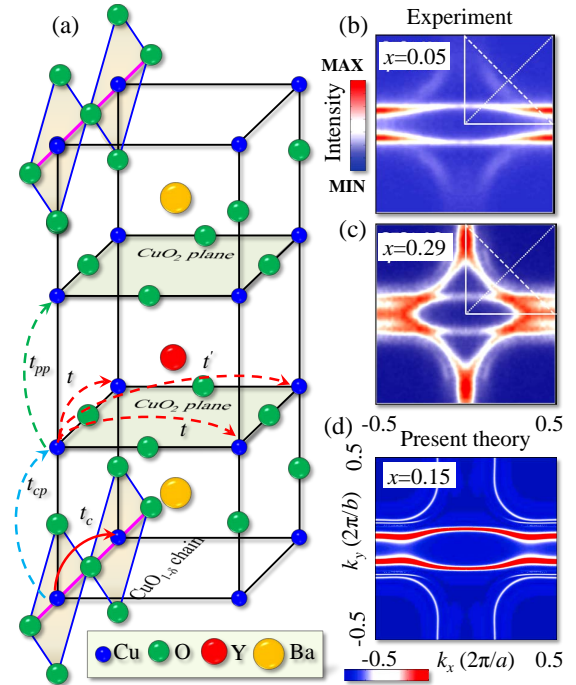 (a)
CuO2 plane
CuO2 plane
tpp
t
t'
t
tcp
tc
CuO1-δ chain
Cu
O
Y
Ba
Experiment
(b)
x=0.05
MAX
Intensity
MIN
(c)
x=0.29
-0.5
0.5
(d)
Present theory
x=0.15
0.5
ky (2π/b)
-0.5
-0.5
kx (2π/a)
0.5